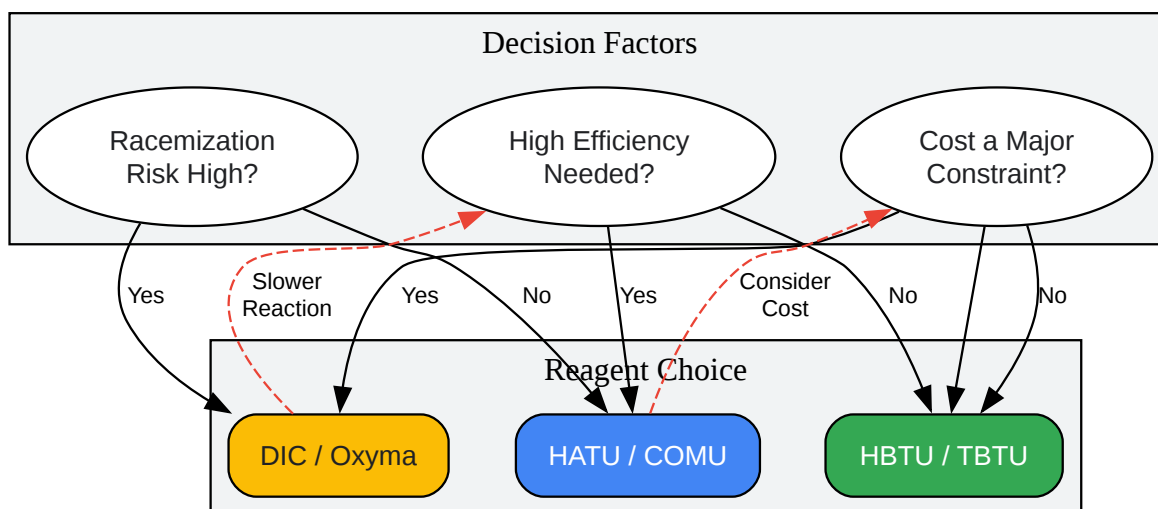 Decision Factors
Racemization
Risk High?
High Efficiency
Needed?
Cost a Major
Constraint?
Yes
Slower
Reaction
Yes
No
Yes
Consider
Cost
No
No
Reagent Choice
DIC / Oxyma
HATU / COMU
HBTU / TBTU